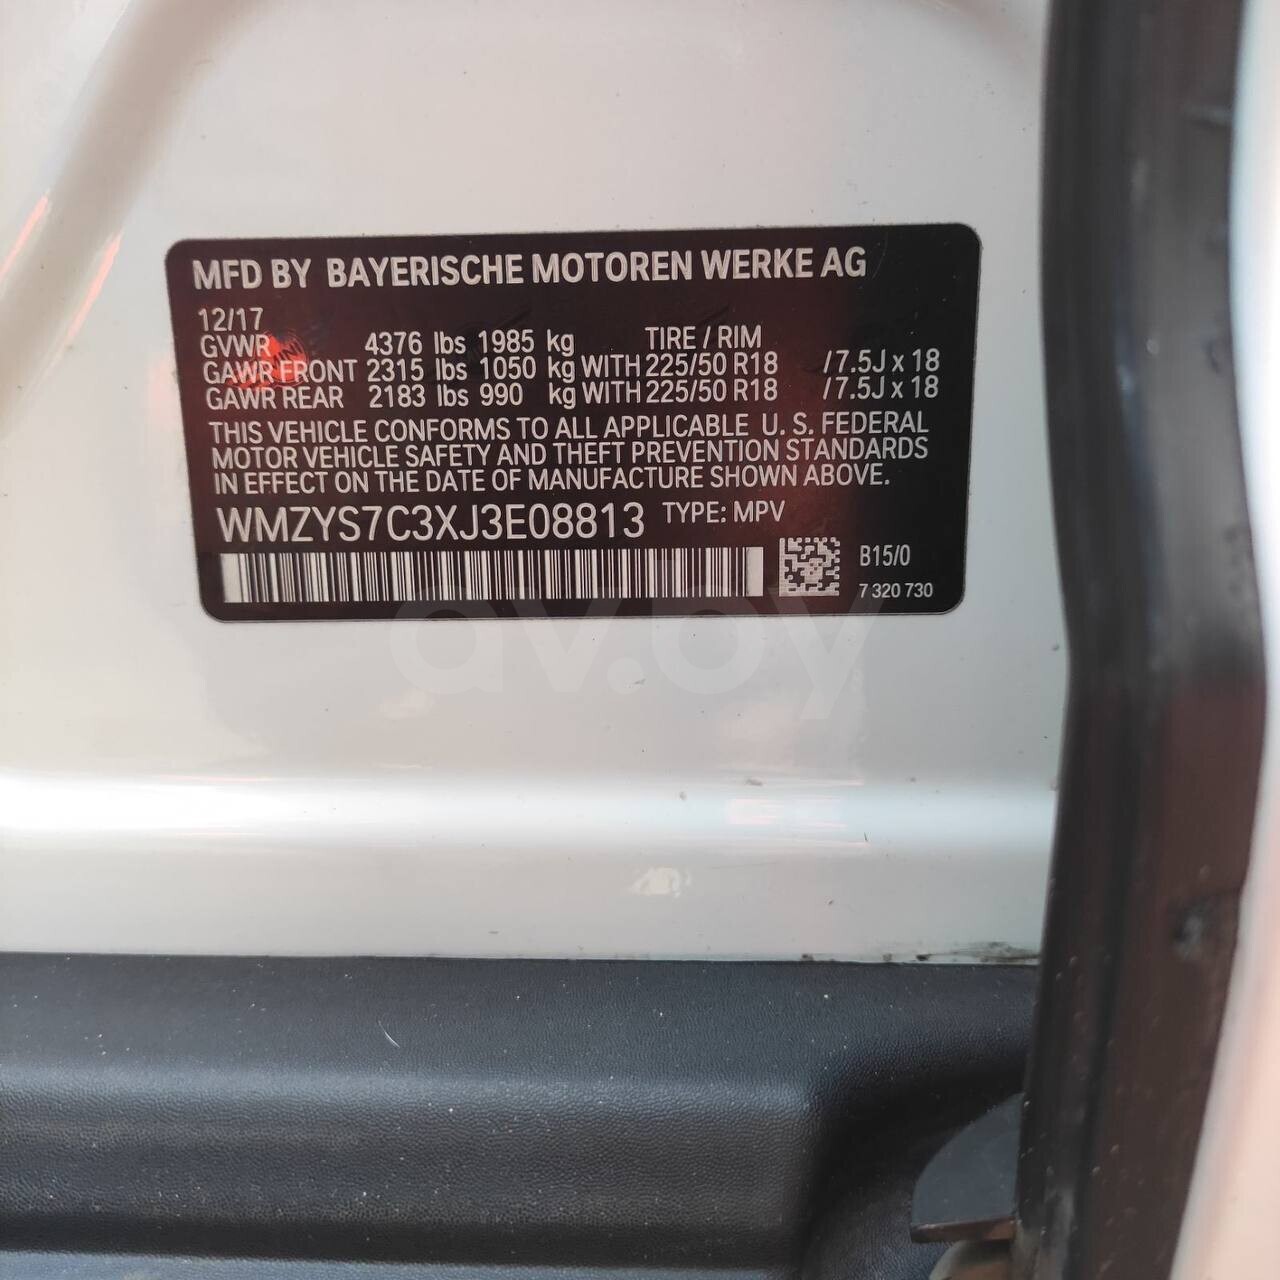 MFD BY BAYERISCHE MOTOREN WERKE AG
12/17
GVWR 4376 lbs 1985 kg TIRE / RIM
GAWR FRONT 2315 lbs 1050 kg WITH 225/50 R18 /7.5J x 18
GAWR REAR 2183 lbs 990 kg WITH 225/50 R18 /7.5J x 18
THIS VEHICLE CONFORMS TO ALL APPLICABLE U. S. FEDERAL
MOTOR VEHICLE SAFETY AND THEFT PREVENTION STANDARDS
IN EFFECT ON THE DATE OF MANUFACTURE SHOWN ABOVE.
WMZYS7C3XJ3E08813 TYPE: MPV
B15/0
7 320 730
av.by